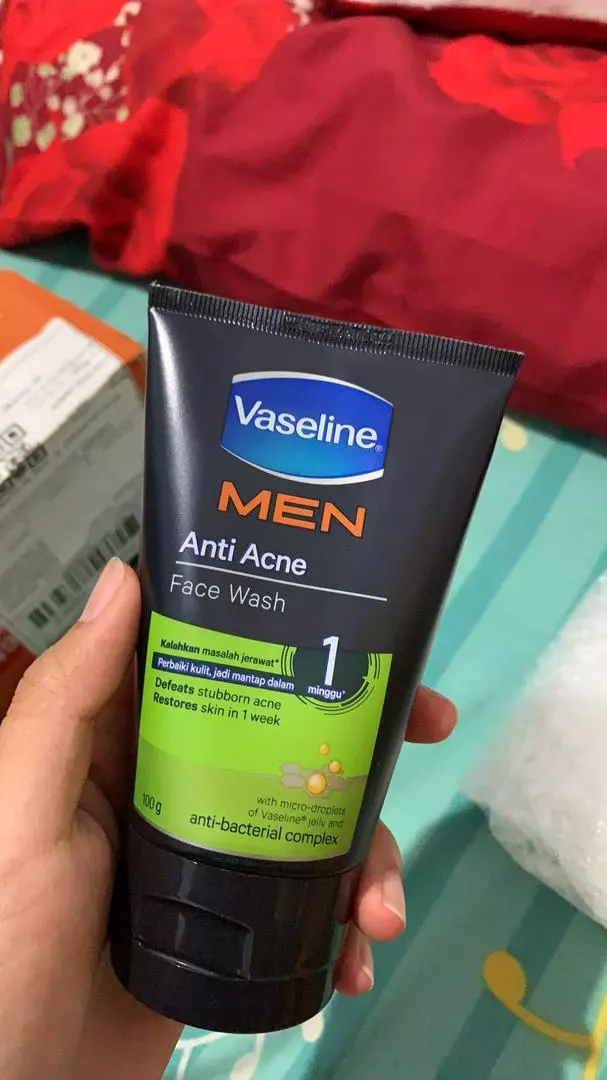 Vaseline®
MEN
Anti Acne
Face Wash
Kalahkan masalah jerawat*
Perbaiki kulit, jadi mantap dalam
1
minggu*
Defeats stubborn acne
Restores skin in 1 week
100g
with micro-droplets
of Vaseline® jelly and
anti-bacterial complex